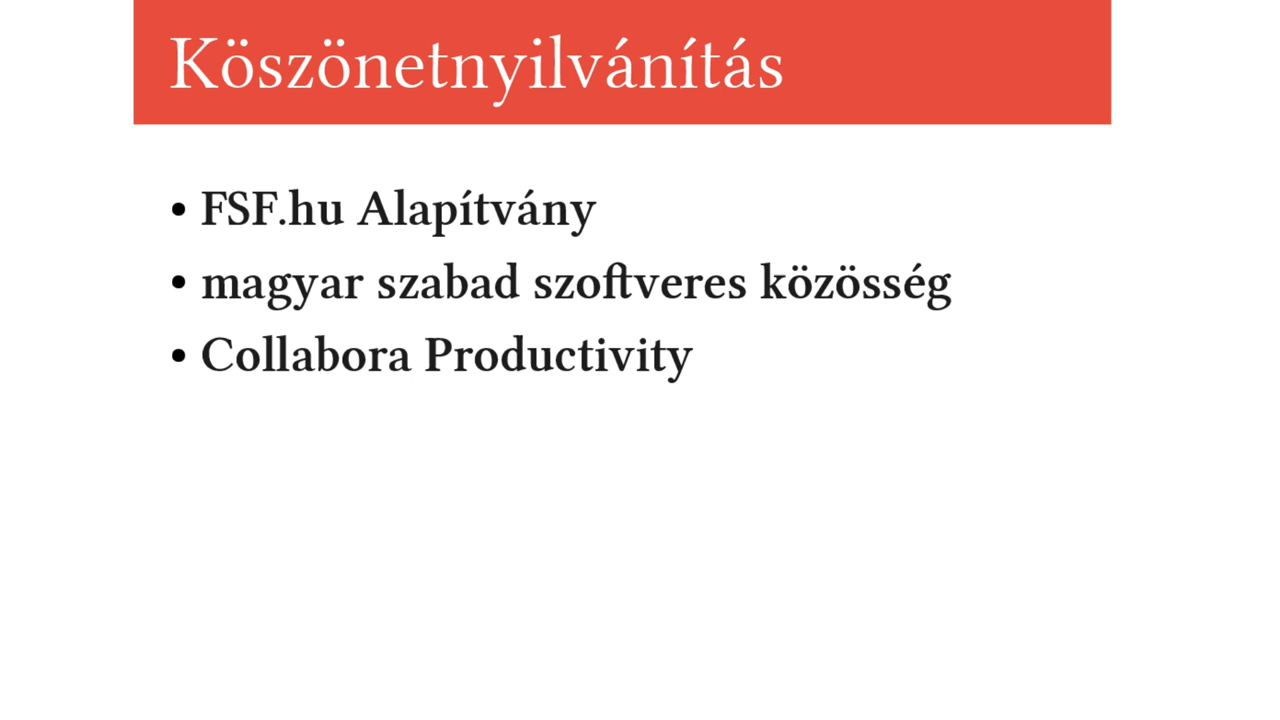 Köszönetnyilvánítás
• FSF.hu Alapítvány
• magyar szabad szoftveres közösség
• Collabora Productivity